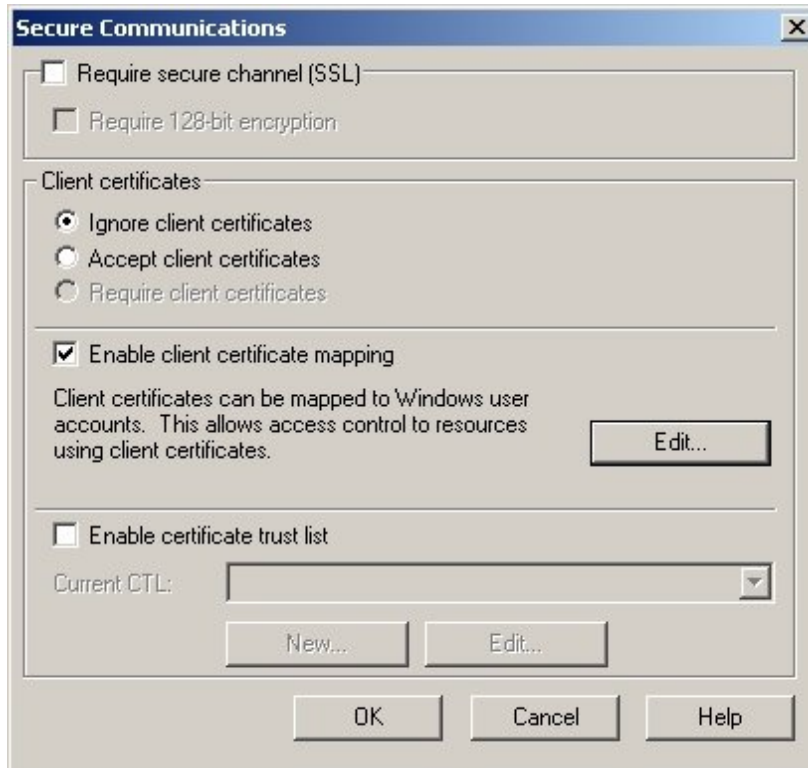 Secure Communications
Require secure channel (SSL)
Require 128-bit encryption
Client certificates
Ignore client certificates
Accept client certificates
Require client certificates
Enable client certificate mapping
Client certificates can be mapped to Windows user
accounts.  This allows access control to resources
using client certificates.
Edit...
Enable certificate trust list
Current CTL:
New...
Edit...
OK
Cancel
Help